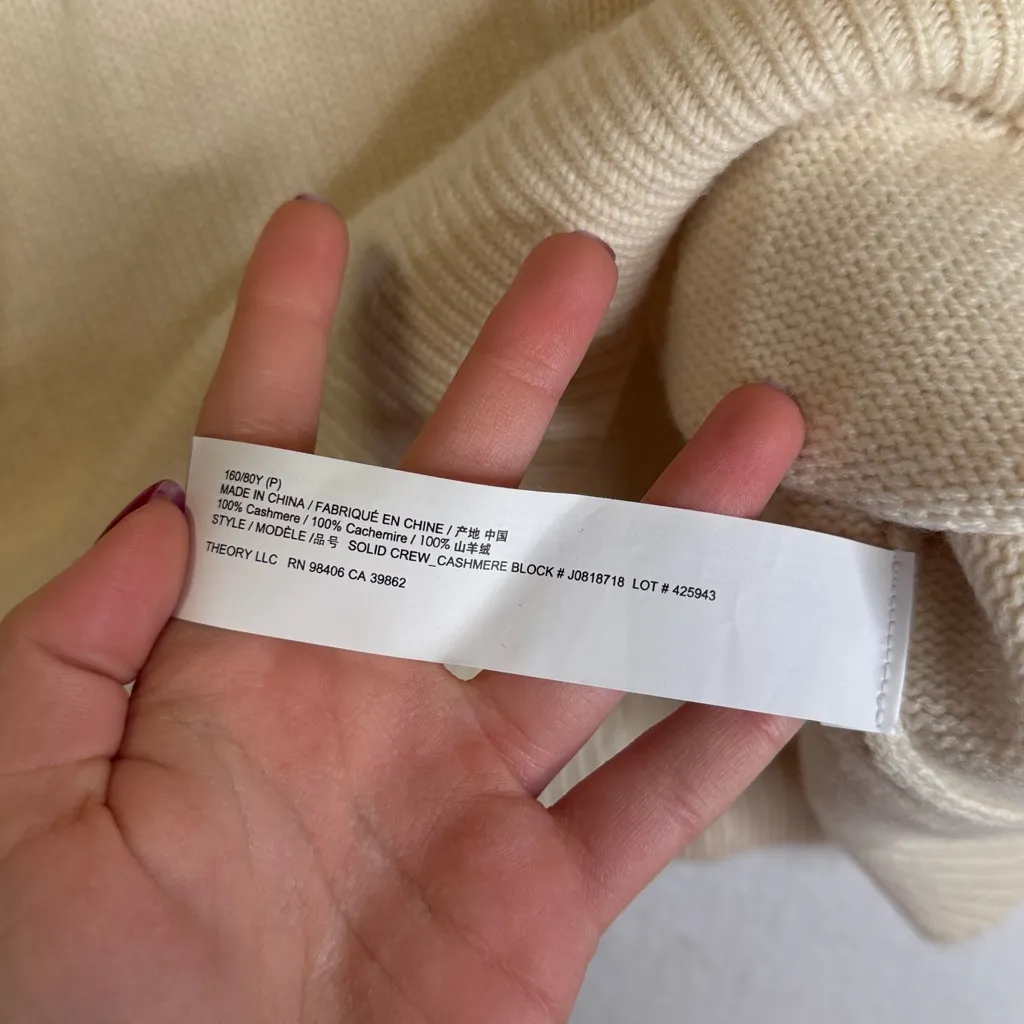 160/80Y (P)
MADE IN CHINA / FABRIQUÉ EN CHINE / 产地 中国
100% Cashmere / 100% Cachemire / 100% 山羊绒
STYLE / MODÈLE /品号 SOLID CREW_CASHMERE BLOCK # J0818718 LOT # 425943
THEORY LLC RN 98406 CA 39862